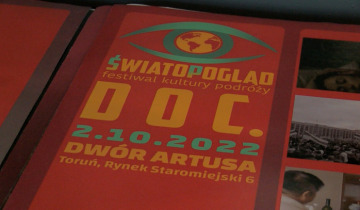 ŚWIATOPOGLĄD
festiwal kultury podróży
DOC.
2.10.2022
DWÓR ARTUSA
Toruń, Rynek Staromiejski 6